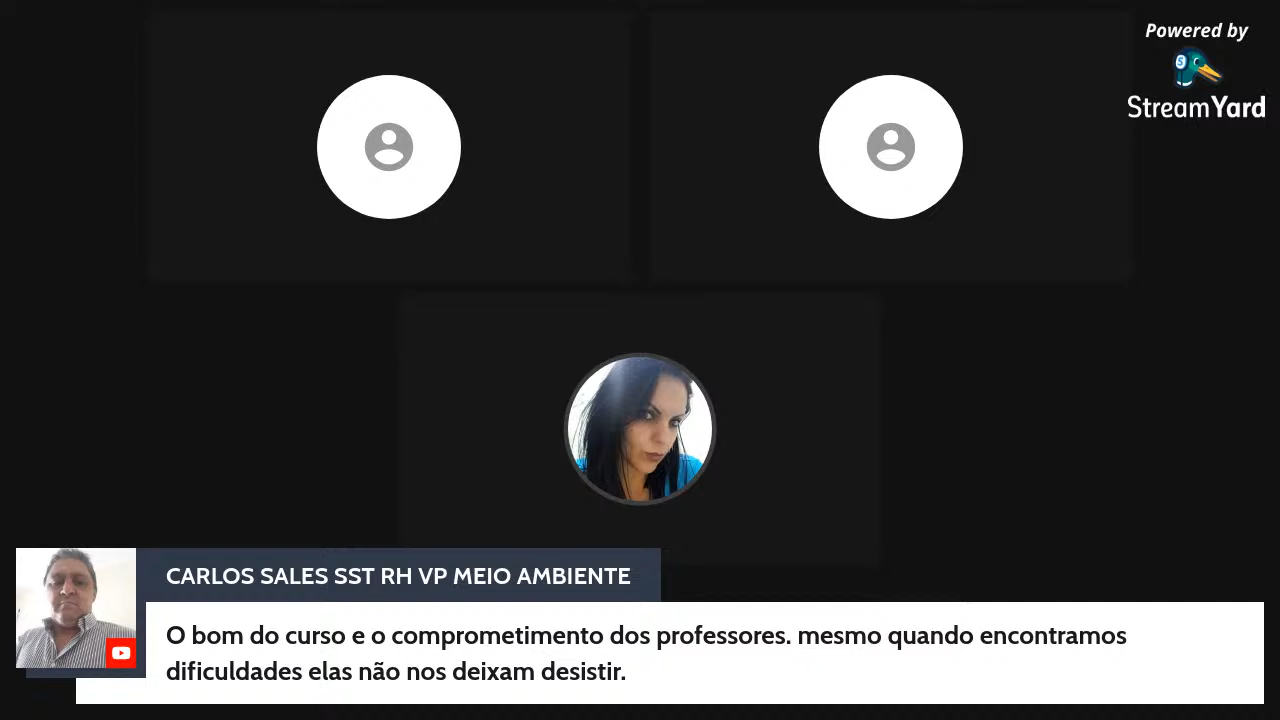 Powered by
StreamYard
CARLOS SALES SST RH VP MEIO AMBIENTE
O bom do curso e o comprometimento dos professores. mesmo quando encontramos
dificuldades elas não nos deixam desistir.